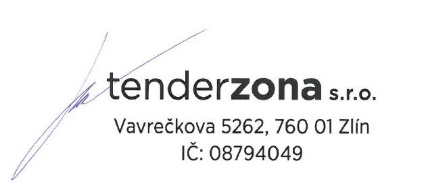 tenderzona s.r.o.
Vavrečkova 5262, 760 01 Zlín
IČ: 08794049